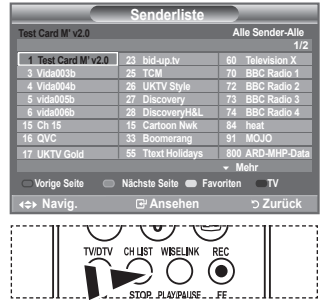 Senderliste
Test Card M' v2.0 Alle Sender-Alle
1/2
1 Test Card M' v2.0 23 bid-up.tv 60 Television X
3 Vida003b 25 TCM 70 BBC Radio 1
4 Vida004b 26 UKTV Style 72 BBC Radio 2
5 vida005b 27 Discovery 73 BBC Radio 3
6 vida006b 28 DiscoveryH&L 74 BBC Radio 4
15 Ch 15 15 Cartoon Nwk 84 heat
16 QVC 33 Boomerang 91 MOJO
17 UKTV Gold 55 Ttext Holidays 800 ARD-MHP-Data
Mehr
Vorige Seite Nächste Seite Favoriten TV
Navig. Ansehen Zurück
TV/DTV CH LIST WISELINK REC
STOP PLAY/PAUSE FF